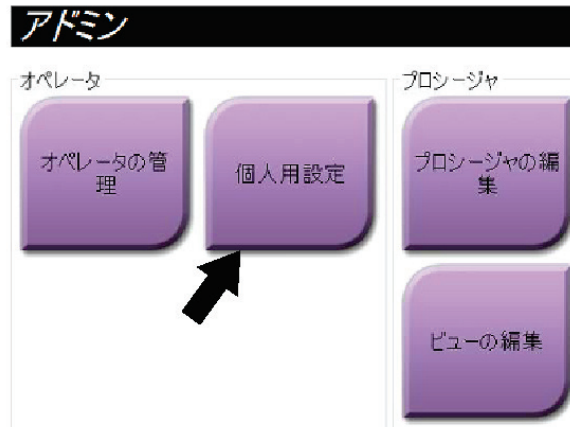 アドミン
オペレータ
プロシージャ
オペレータの管
理
個人用設定
プロシージャの編
集
ビューの編集